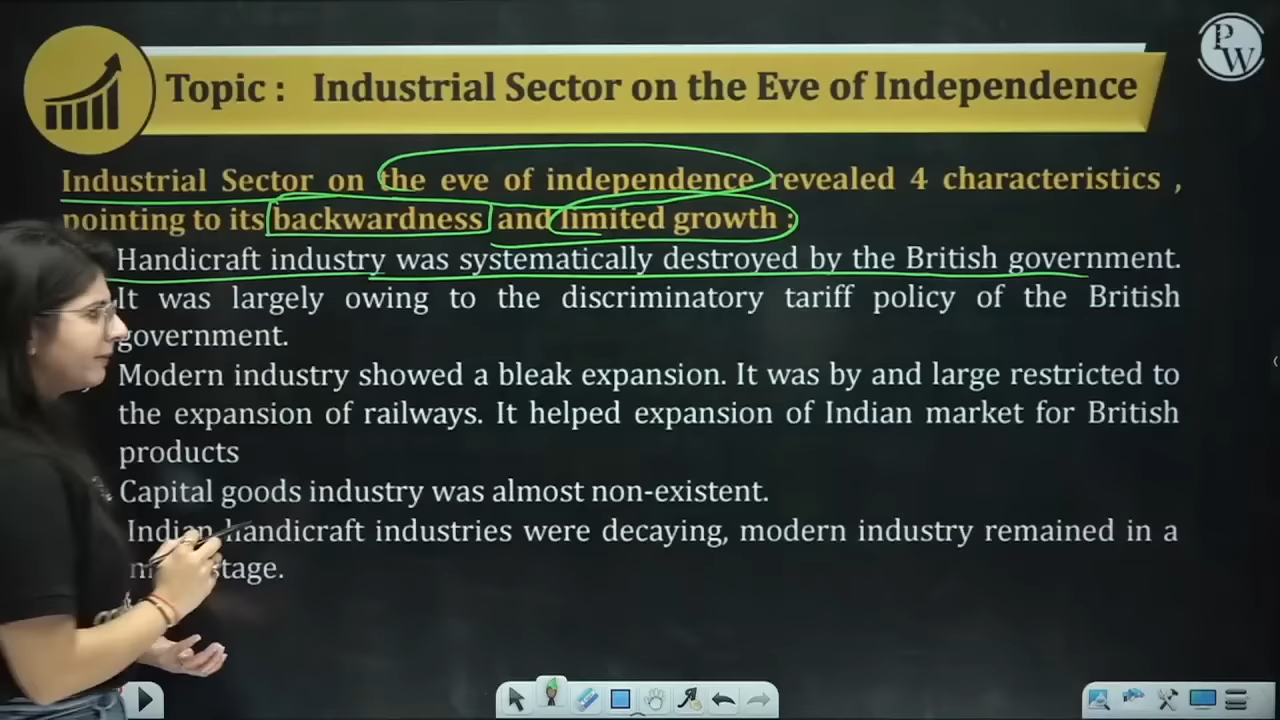 PW
Topic : Industrial Sector on the Eve of Independence
Industrial Sector on the eve of independence revealed 4 characteristics ,
pointing to its backwardness and limited growth :
Handicraft industry was systematically destroyed by the British government.
It was largely owing to the discriminatory tariff policy of the British
government.
Modern industry showed a bleak expansion. It was by and large restricted to
the expansion of railways. It helped expansion of Indian market for British
products
Capital goods industry was almost non-existent.
Indian handicraft industries were decaying, modern industry remained in a
stage.